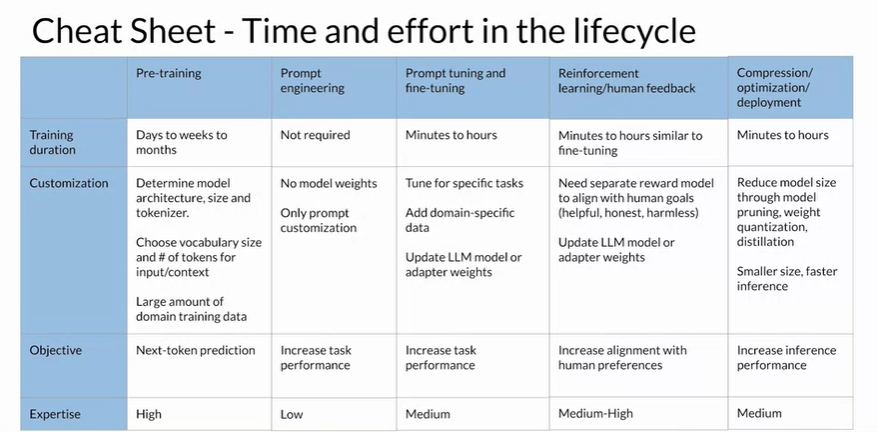 Cheat Sheet - Time and effort in the lifecycle
Pre-training
Prompt
engineering
Prompt tuning and
fine-tuning
Reinforcement
learning/human feedback
Compression/
optimization/
deployment
Training
duration
Days to weeks to
months
Not required
Minutes to hours
Minutes to hours similar to
fine-tuning
Minutes to hours
Customization
Determine model
architecture, size and
tokenizer.
Choose vocabulary size
and # of tokens for
input/context
Large amount of
domain training data
No model weights
Only prompt
customization
Tune for specific tasks
Add domain-specific
data
Update LLM model or
adapter weights
Need separate reward model
to align with human goals
(helpful, honest, harmless)
Update LLM model or
adapter weights
Reduce model size
through model
pruning, weight
quantization,
distillation
Smaller size, faster
inference
Objective
Next-token prediction
Increase task
performance
Increase task
performance
Increase alignment with
human preferences
Increase inference
performance
Expertise
High
Low
Medium
Medium-High
Medium